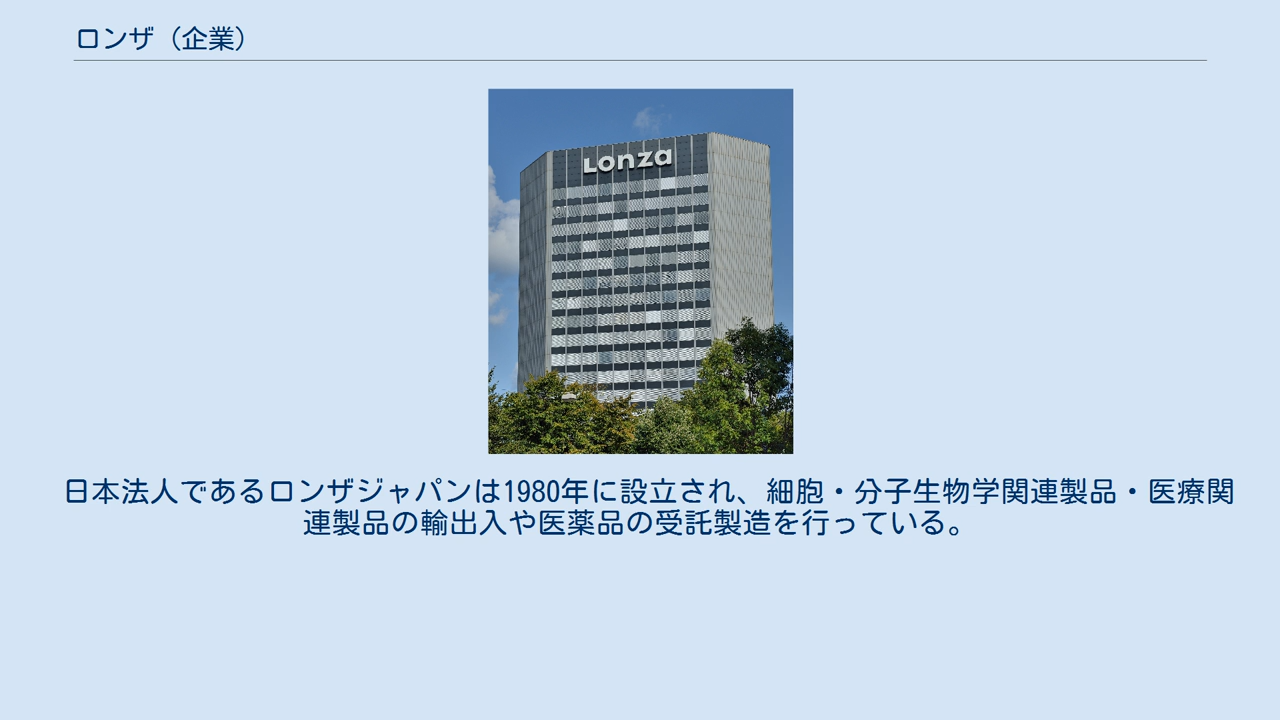 ロンザ（企業）
Lonza
日本法人であるロンザジャパンは1980年に設立され、細胞・分子生物学関連製品・医療関
連製品の輸出入や医薬品の受託製造を行っている。